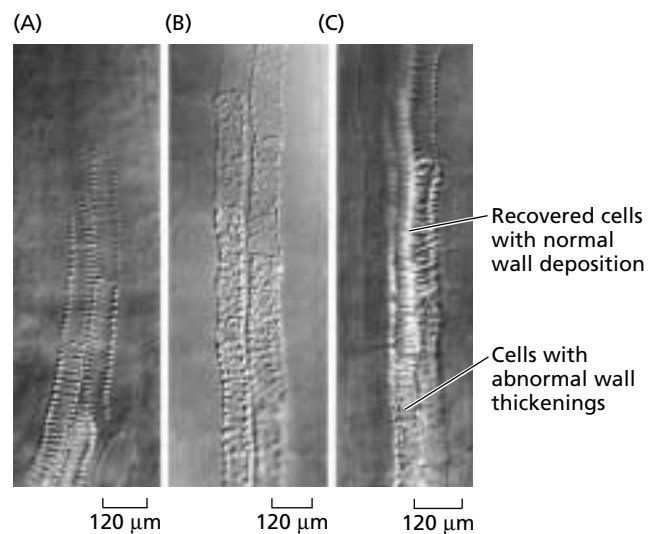 (A)
(B)
(C)
Recovered cells
with normal
wall deposition
Cells with
abnormal wall
thickenings
120 μm
120 μm
120 μm